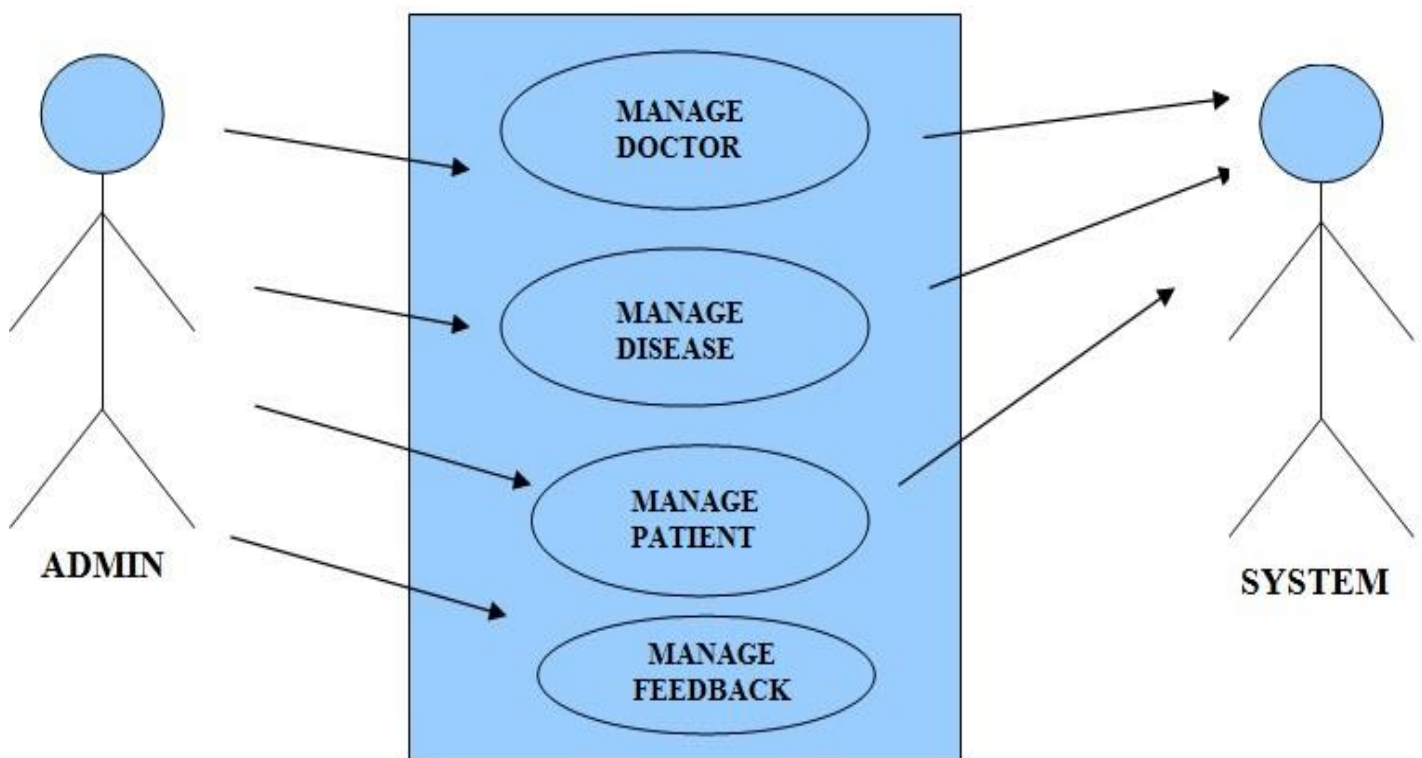 MANAGE
DOCTOR
MANAGE
DISEASE
MANAGE
PATIENT
ADMIN
SYSTEM
MANAGE
FEEDBACK